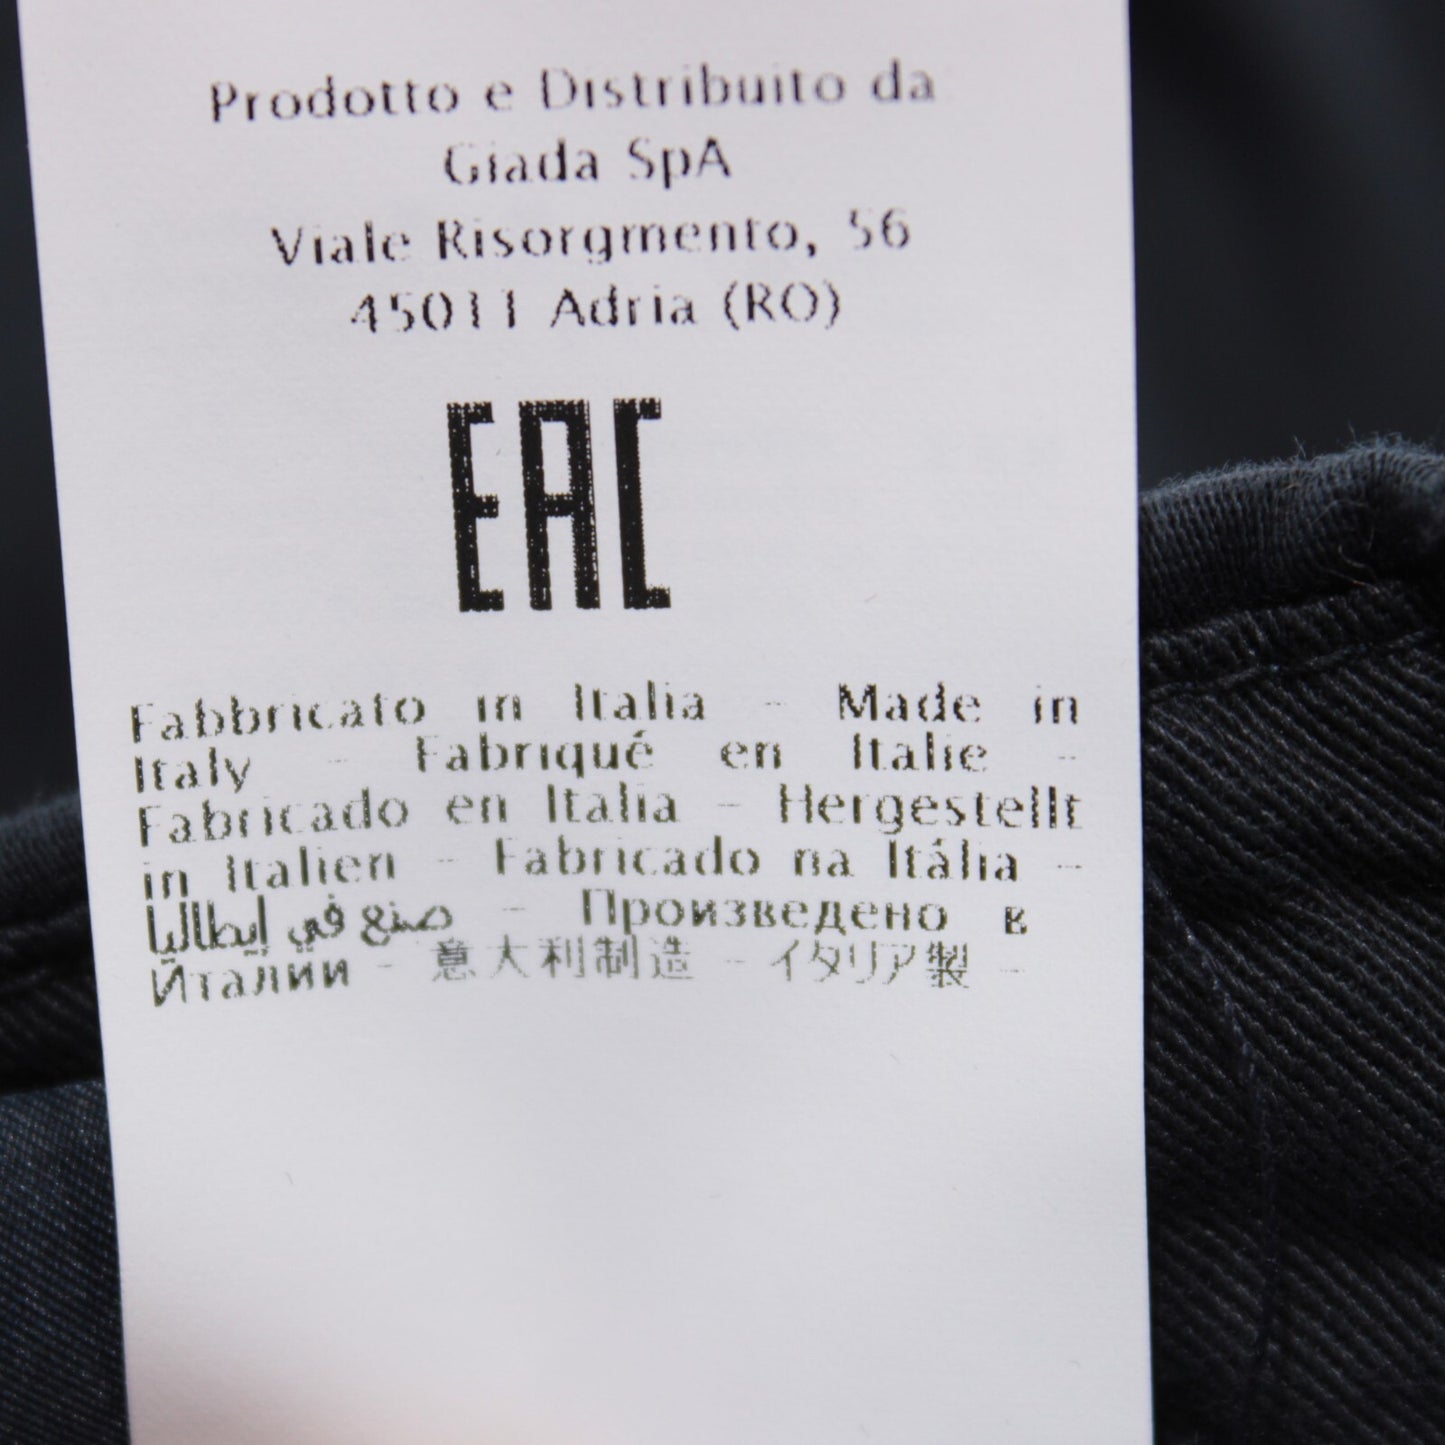 Prodotto e Distribuito da
Giada SpA
Viale Risorgmento, 56
45011 Adria (RO)
EAC
Fabbricato in Italia - Made in
Italy - Fabriqué en Italie -
Fabricado en Italia - Hergestellt
in Italien - Fabricado na Itália -
صنع في إيطاليا - Произведено в
Италии - 意大利制造 - イタリア製 -